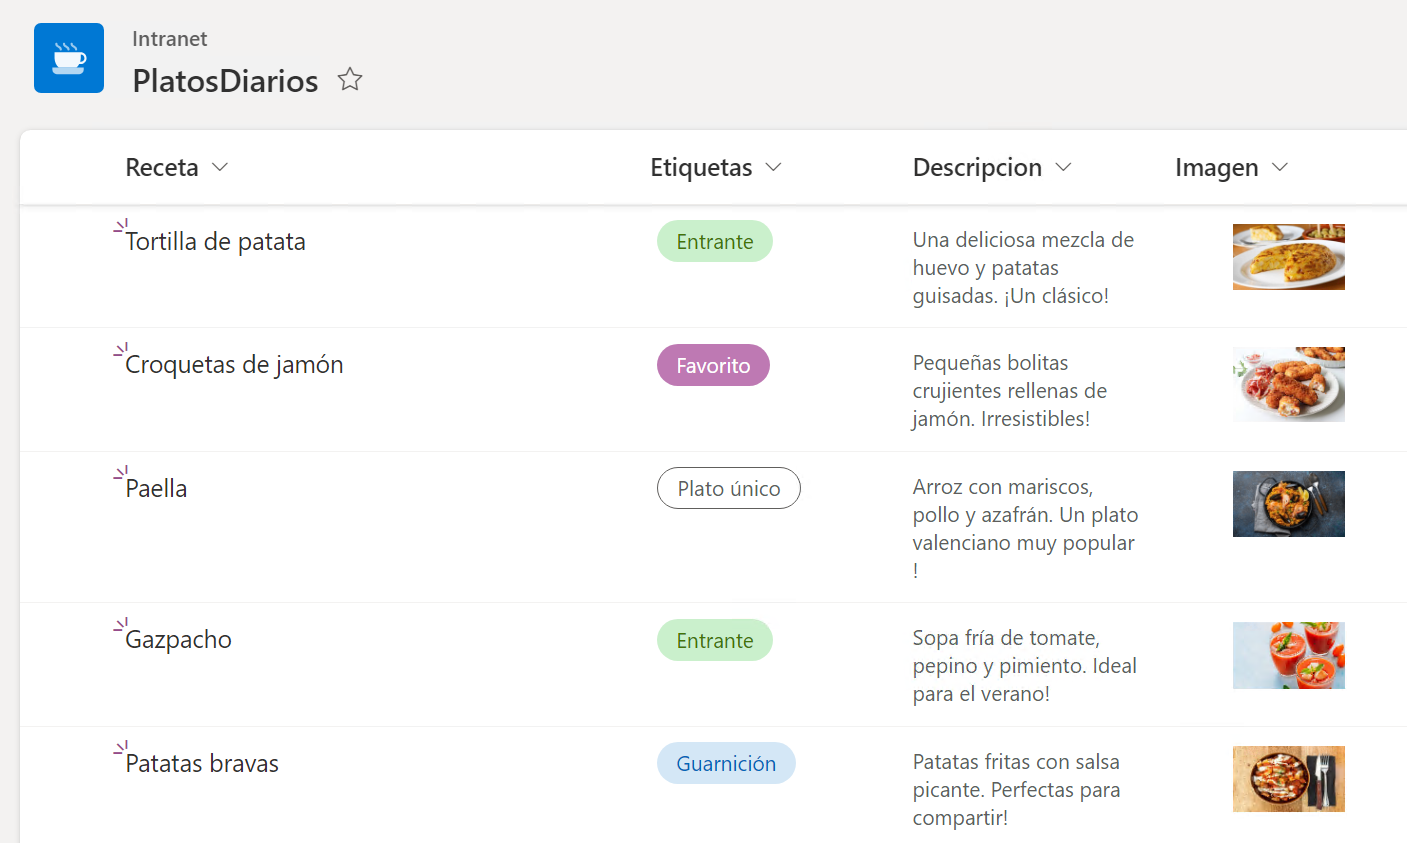 Intranet
PlatosDiarios
Receta Etiquetas Descripcion Imagen
Tortilla de patata
Entrante
Una deliciosa mezcla de
huevo y patatas
guisadas. ¡Un clásico!
Croquetas de jamón
Favorito
Pequeñas bolitas
crujientes rellenas de
jamón. Irresistibles!
Paella
Plato único
Arroz con mariscos,
pollo y azafrán. Un plato
valenciano muy popular
!
Gazpacho
Entrante
Sopa fría de tomate,
pepino y pimiento. Ideal
para el verano!
Patatas bravas
Guarnición
Patatas fritas con salsa
picante. Perfectas para
compartir!